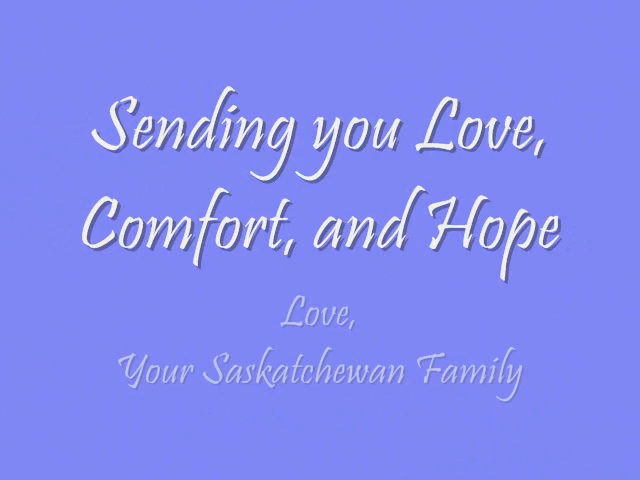 Sending you Love,
Comfort, and Hope
Love,
Your Saskatchewan Family